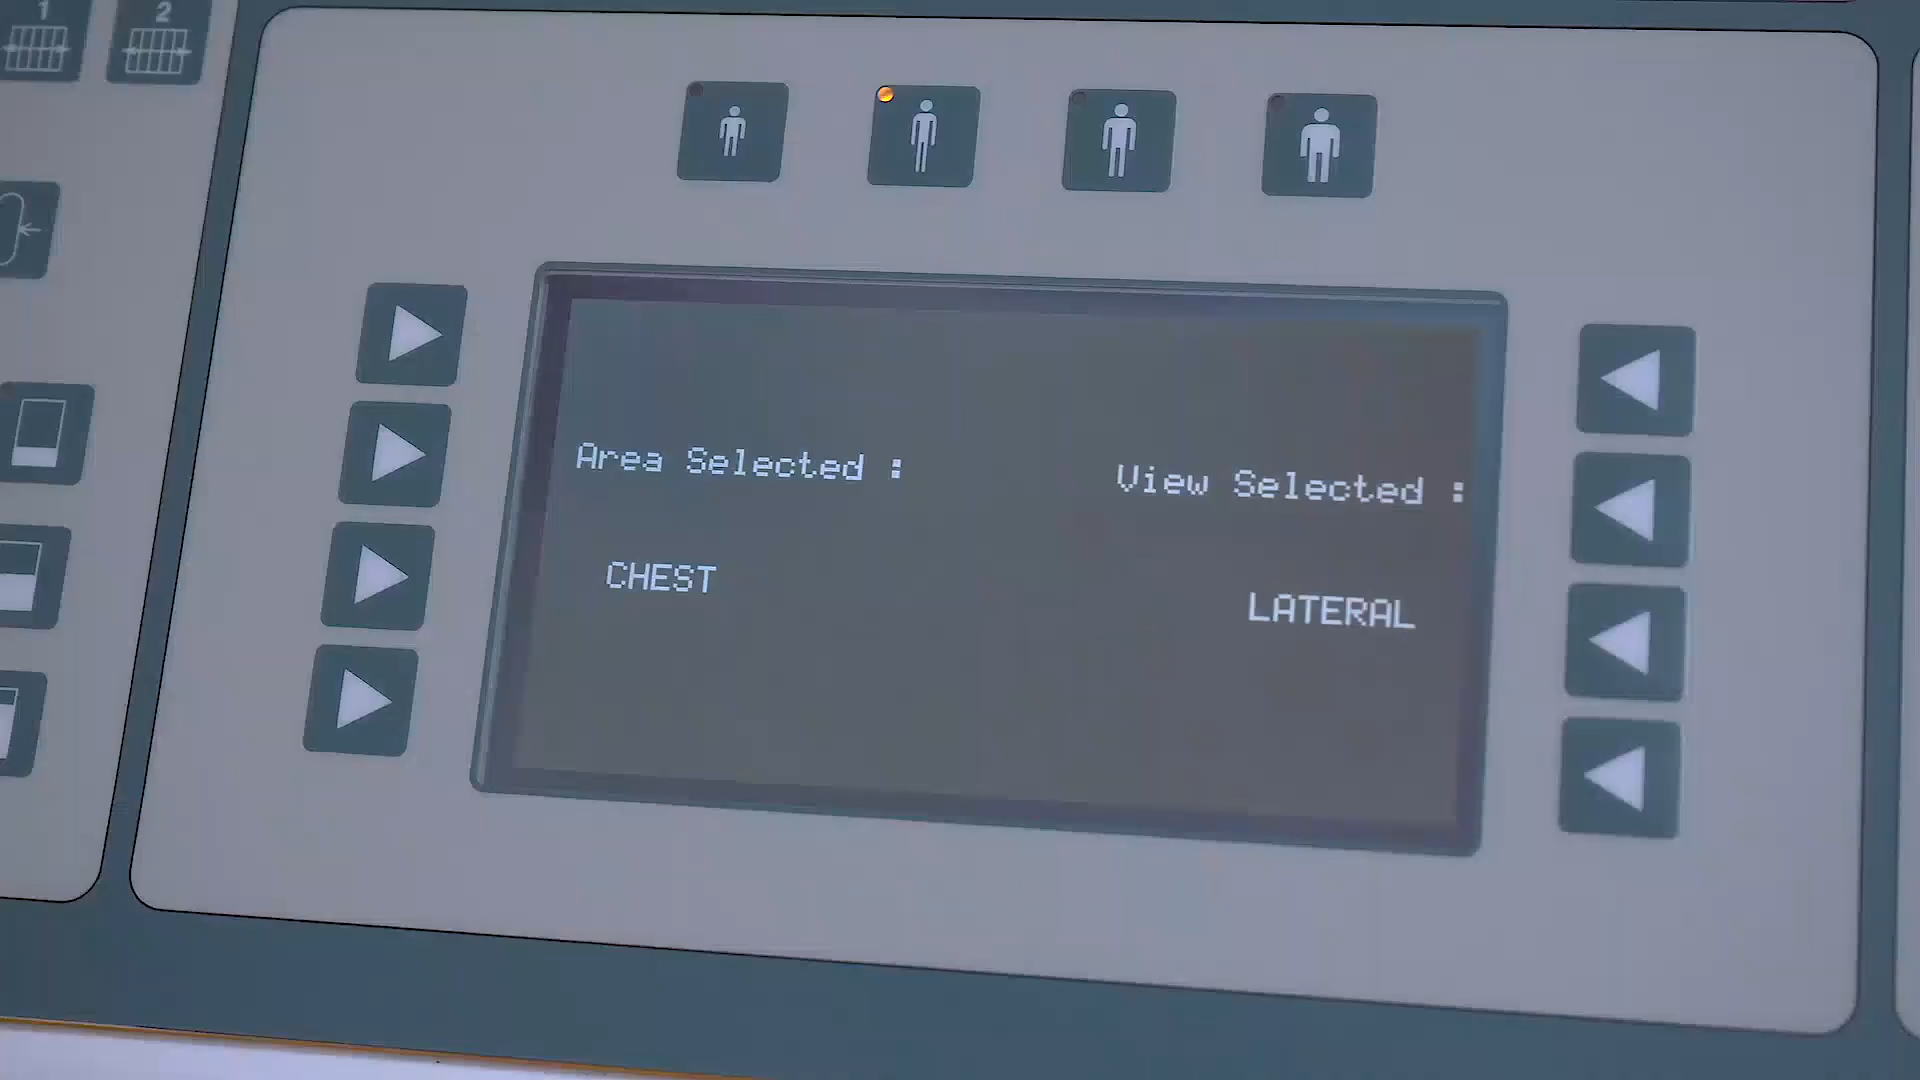 1 2
Area Selected :
View Selected :
CHEST
LATERAL